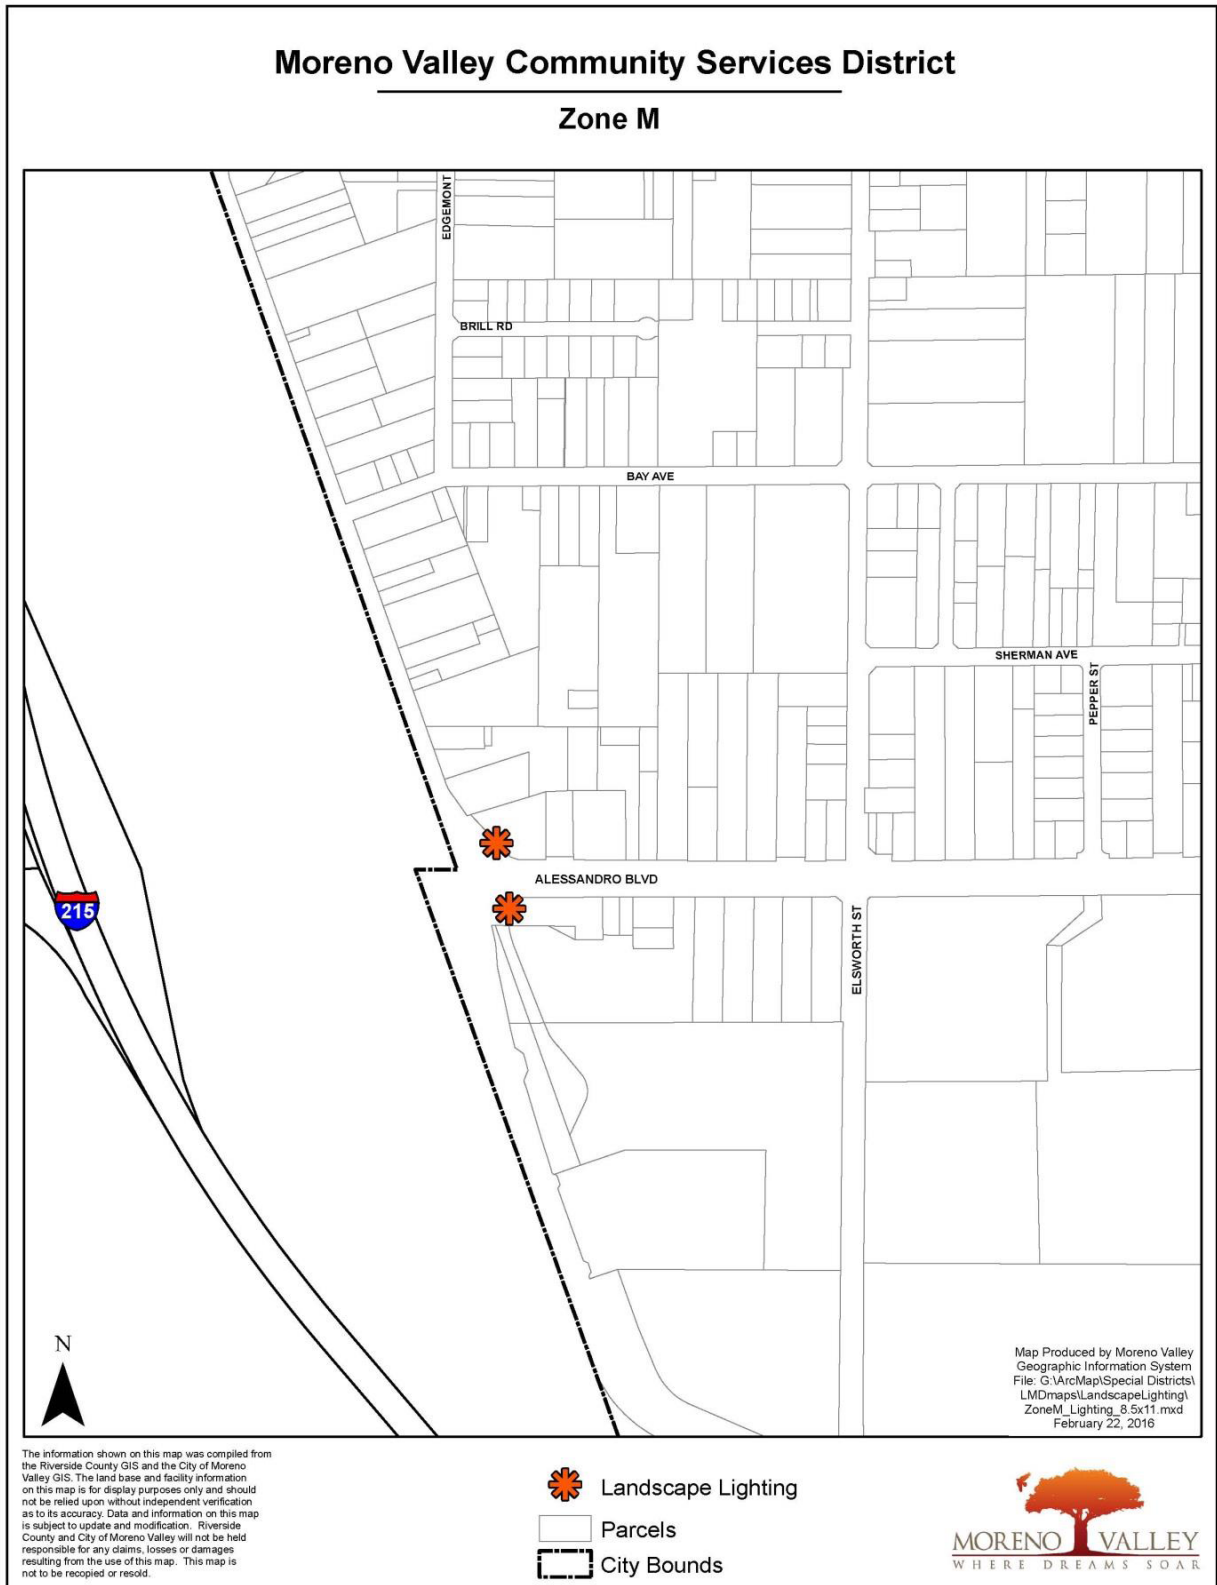 Moreno Valley Community Services District
Zone M
EDGEMONT
BRILL RD
BAY AVE
SHERMAN AVE
PEPPER ST
ALESSANDRO BLVD
215
ELSWORTH ST
N
Map Produced by Moreno Valley
Geographic Information System
File: G:\ArcMap\Special Districts\
LMDmaps\LandscapeLighting\
ZoneM_Lighting_8.5x11.mxd
February 22, 2016
The information shown on this map was compiled from
the Riverside County GIS and the City of Moreno
Valley GIS. The land base and facility information
on this map is for display purposes only and should
not be relied upon without independent verification
as to its accuracy. Data and information on this map
is subject to update and modification. Riverside
County and City of Moreno Valley will not be held
responsible for any claims, losses or damages
resulting from the use of this map. This map is
not to be recopied or resold.
Landscape Lighting
Parcels
City Bounds
MORENO VALLEY
WHERE DREAMS SOAR